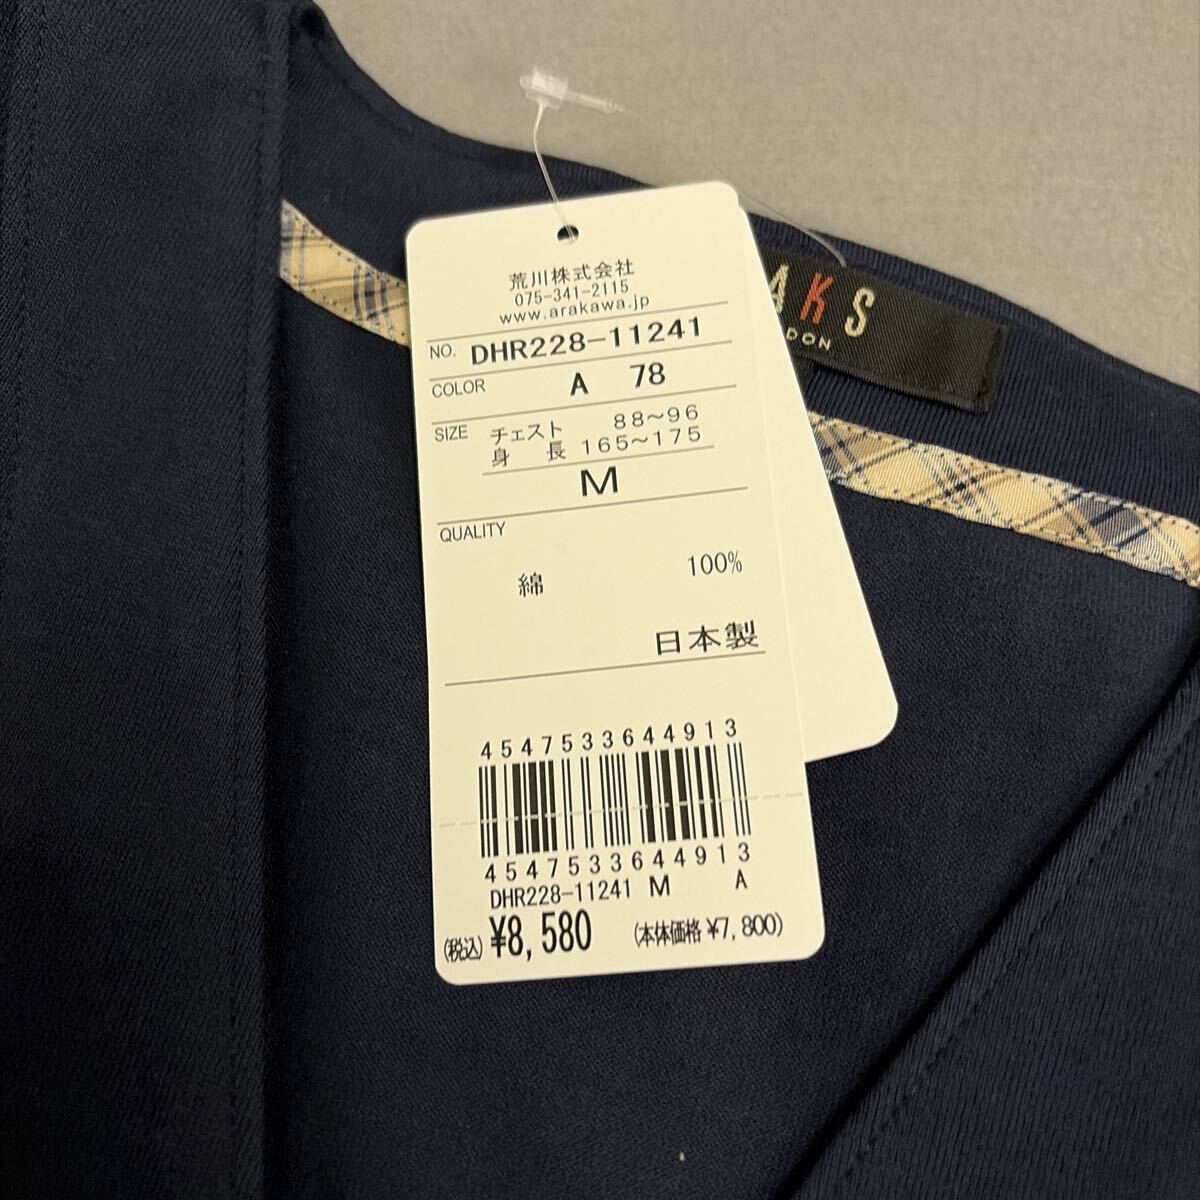 荒川株式会社
075-341-2115
www.arakawa.jp
NO. DHR228-11241
COLOR A 78
SIZE チェスト 88~96
身長 165~175
M
QUALITY
綿 100%
日本製
4547533644913
4547533644913
DHR228-11241 M A
(税込) ¥8,580 (本体価格 ¥7,800)
AKS
DON